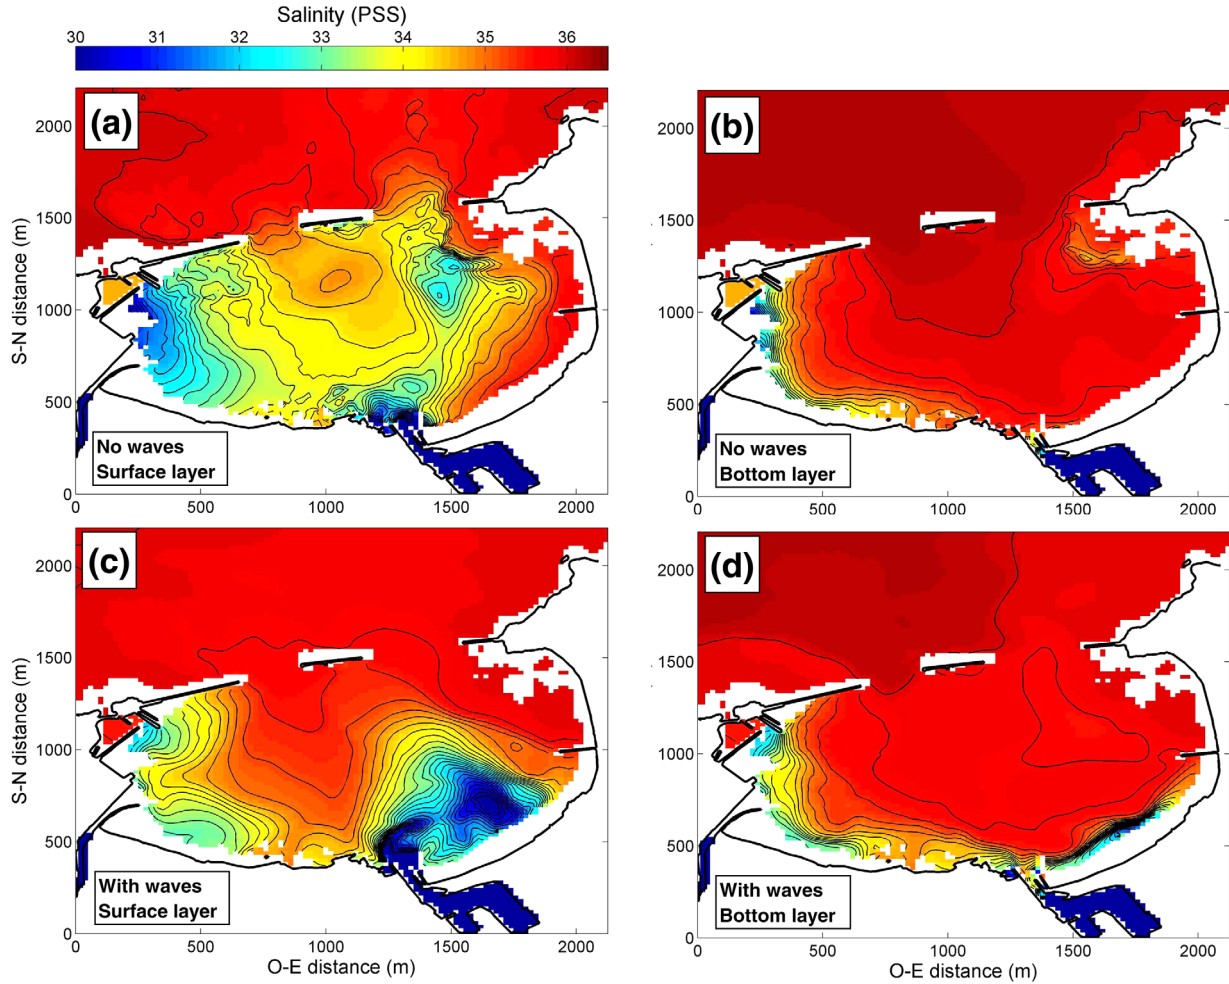 Salinity (PSS)
30 31 32 33 34 35 36
(a)
2000
1500
1000
500
0
S-N distance (m)
No waves
Surface layer
0 500 1000 1500 2000
(b)
2000
1500
1000
500
0
No waves
Bottom layer
0 500 1000 1500 2000
(c)
2000
1500
1000
500
0
S-N distance (m)
With waves
Surface layer
0 500 1000 1500 2000
O-E distance (m)
(d)
2000
1500
1000
500
0
With waves
Bottom layer
0 500 1000 1500 2000
O-E distance (m)